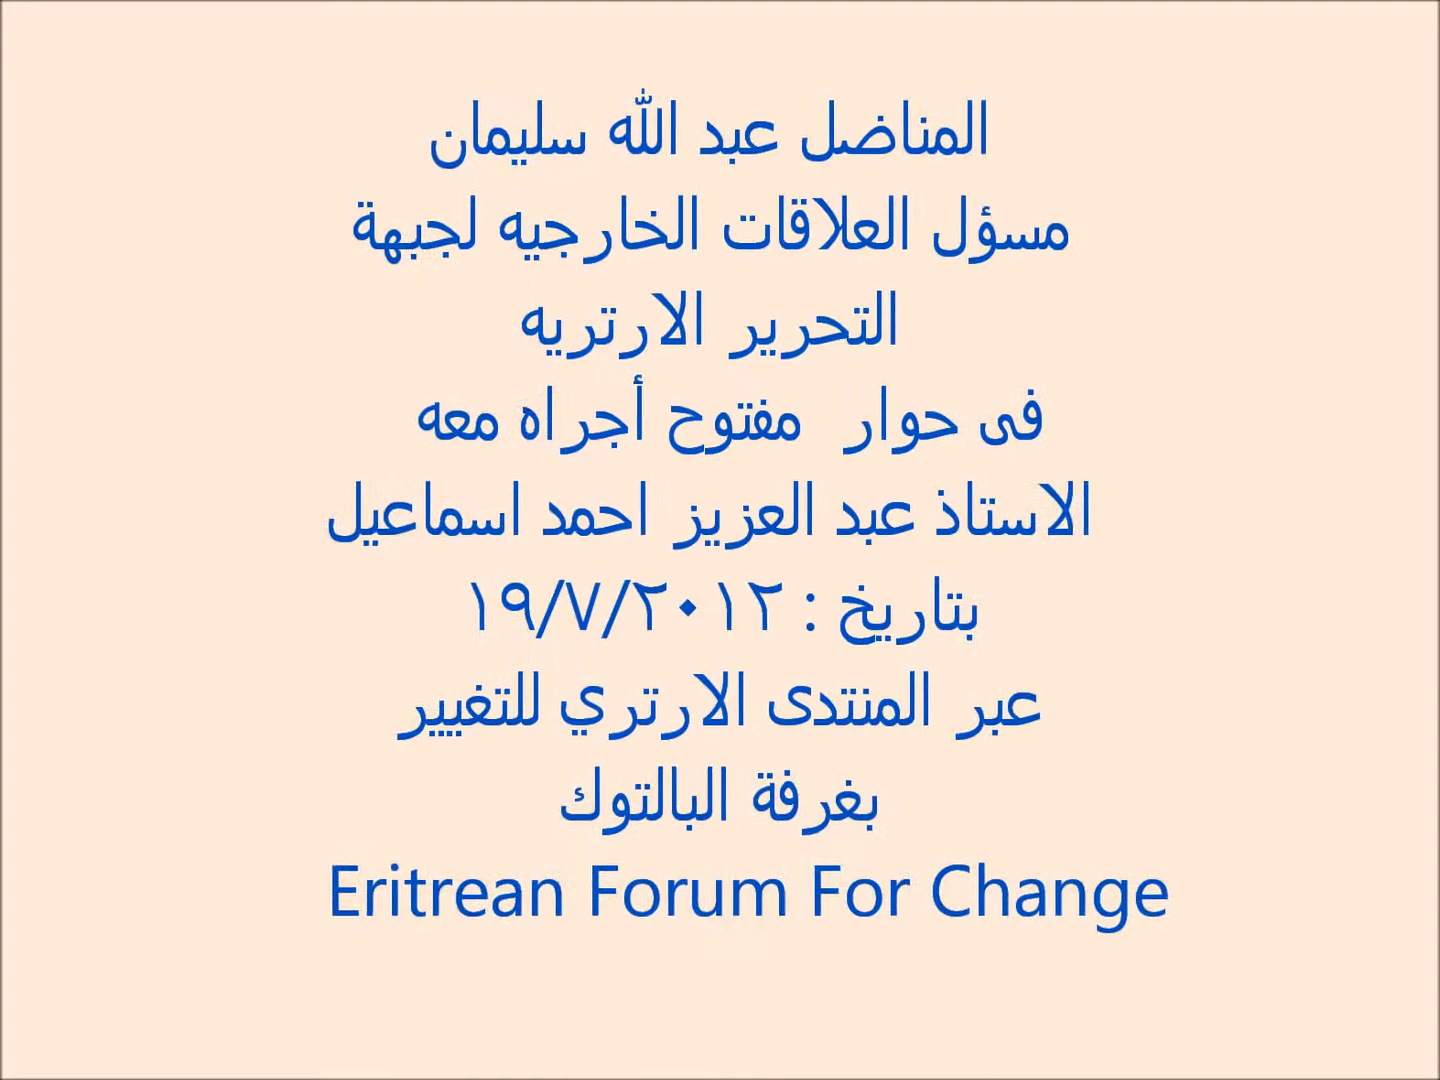 المناضل عبد الله سليمان
مسؤل العلاقات الخارجيه لجبهة
التحرير الارتريه
فى حوار  مفتوح أجراه معه
الاستاذ عبد العزيز احمد اسماعيل
بتاريخ : ١٩/٧/٢٠١٢
عبر المنتدى الارتري للتغيير
بغرفة البالتوك
Eritrean Forum For Change